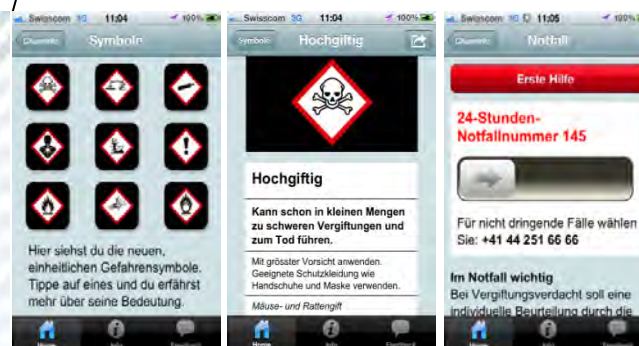 Swisscom 3G 11:04 100%
Channels
Symbole
Hier siehst du die neuen,
einheitlichen Gefahrensymbole.
Tippe auf eines und du erfährst
mehr über seine Bedeutung.
Home Info Feedback
Swisscom 3G 11:04 100%
Symbole
Hochgiftig
Hochgiftig
Kann schon in kleinen Mengen
zu schweren Vergiftungen und
zum Tod führen.
Mit grösster Vorsicht anwenden.
Geeignete Schutzkleidung wie
Handschuhe und Maske verwenden.
Mäuse- und Rattengift
Home Info Feedback
Swisscom 3G 11:05 100%
Channels
Notfall
Erste Hilfe
24-Stunden-
Notfallnummer 145
Für nicht dringende Fälle wählen
Sie: +41 44 251 66 66
Im Notfall wichtig
Bei Vergiftungsverdacht soll eine
individuelle Beurteilung durch die
Home Info Feedback